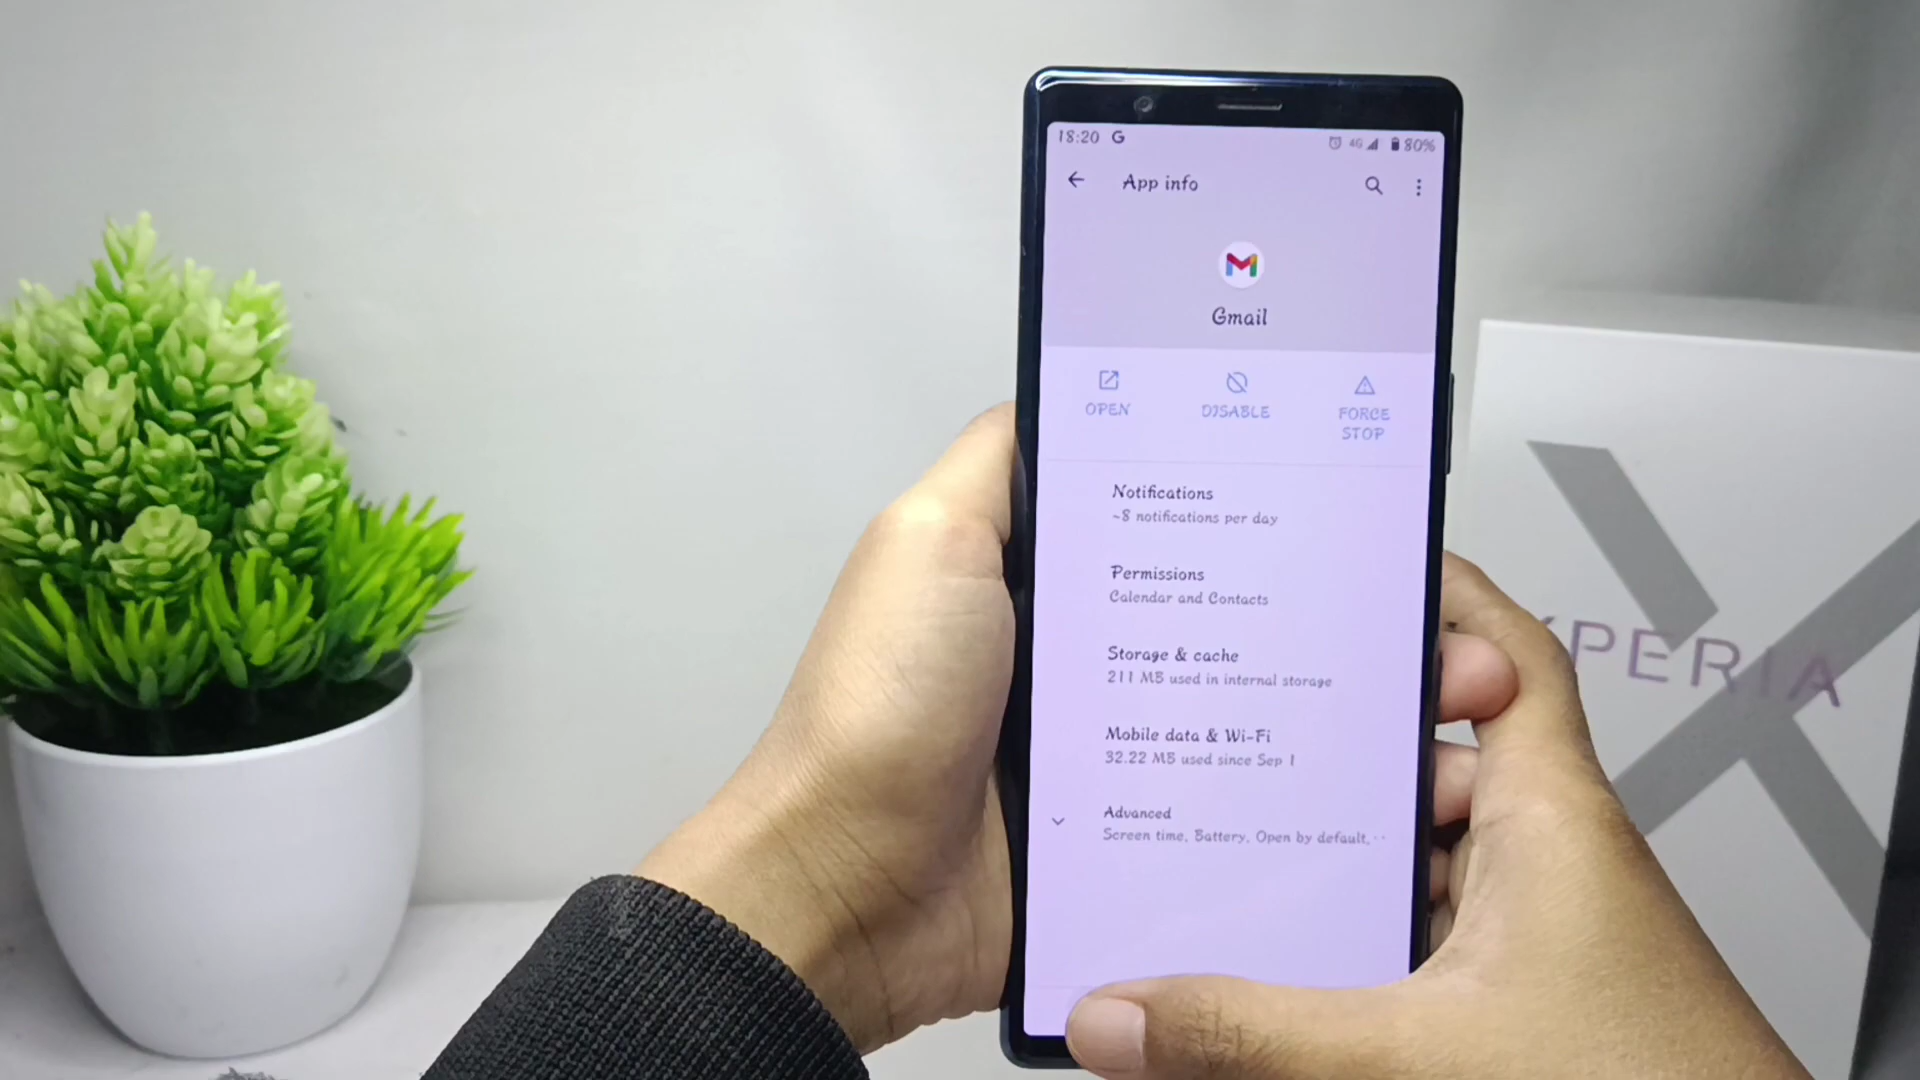 18:20 G 4G 80%
App info
Gmail
OPEN
DISABLE
FORCE
STOP
Notifications
~8 notifications per day
Permissions
Calendar and Contacts
Storage & cache
211 MB used in internal storage
Mobile data & Wi-Fi
32.22 MB used since Sep 1
Advanced
Screen time, Battery, Open by default, ··
XPERIA